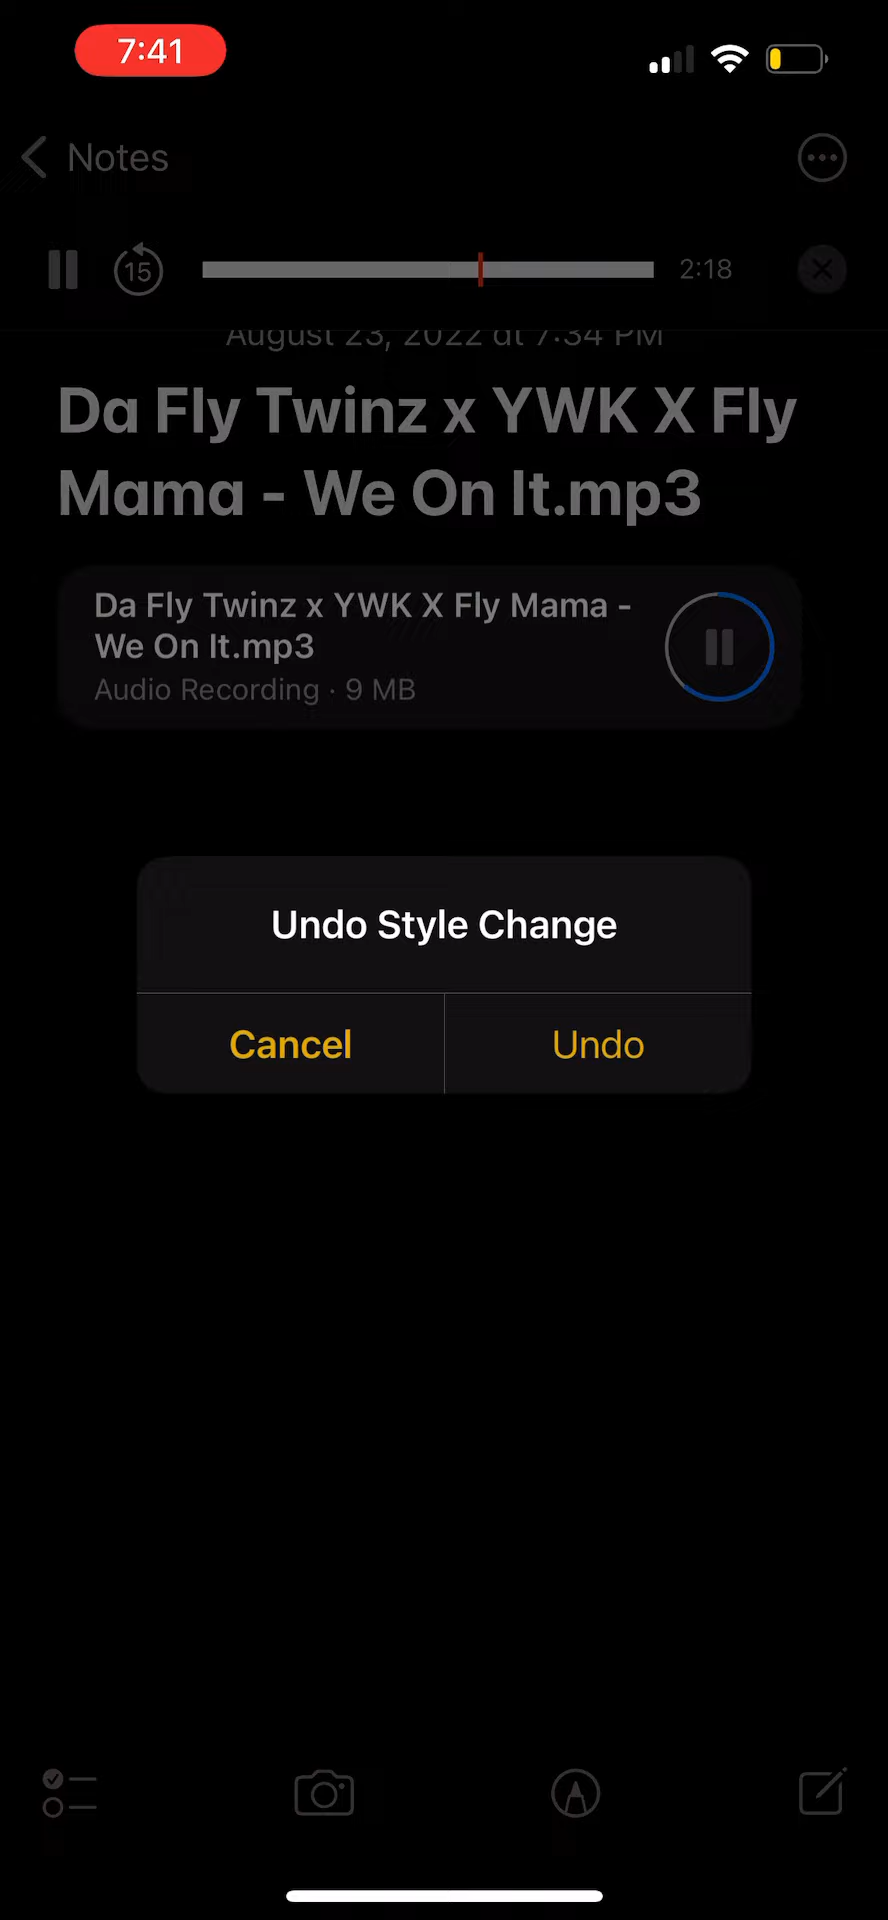 7:41
Notes
15
2:18
August 23, 2022 at 7:34 PM
Da Fly Twinz x YWK X Fly
Mama - We On It.mp3
Da Fly Twinz x YWK X Fly Mama -
We On It.mp3
Audio Recording · 9 MB
Undo Style Change
Cancel
Undo